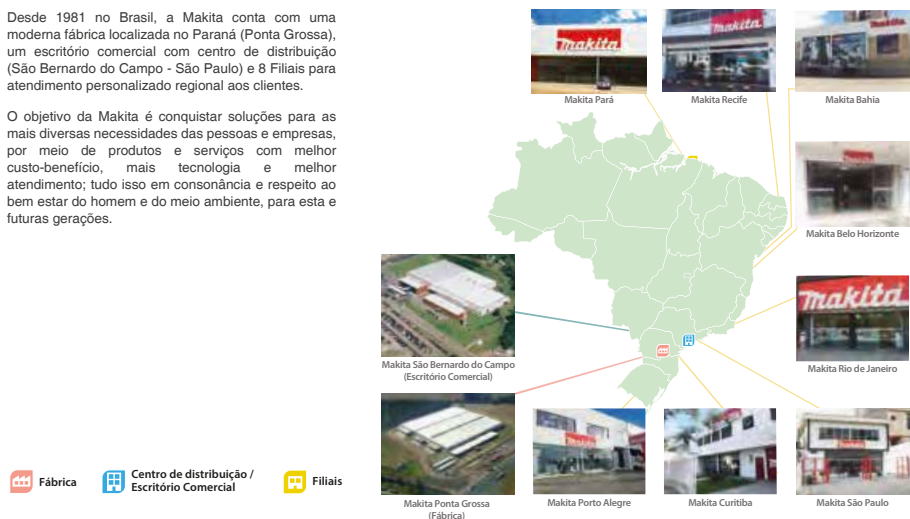 Desde 1981 no Brasil, a Makita conta com uma
moderna fábrica localizada no Paraná (Ponta Grossa),
um escritório comercial com centro de distribuição
(São Bernardo do Campo - São Paulo) e 8 Filiais para
atendimento personalizado regional aos clientes.
O objetivo da Makita é conquistar soluções para as
mais diversas necessidades das pessoas e empresas,
por meio de produtos e serviços com melhor
custo-benefício, mais tecnologia e melhor
atendimento; tudo isso em consonância e respeito ao
bem estar do homem e do meio ambiente, para esta e
futuras gerações.
makita
makita
makita
Makita Pará
Makita Recife
Makita Bahia
makita
Makita Belo Horizonte
makita
Makita Rio de Janeiro
Makita São Bernardo do Campo
(Escritório Comercial)
makita
makita
Makita Ponta Grossa
(Fábrica)
Makita Porto Alegre
Makita Curitiba
Makita São Paulo
Fábrica
Centro de distribuição /
Escritório Comercial
Filiais